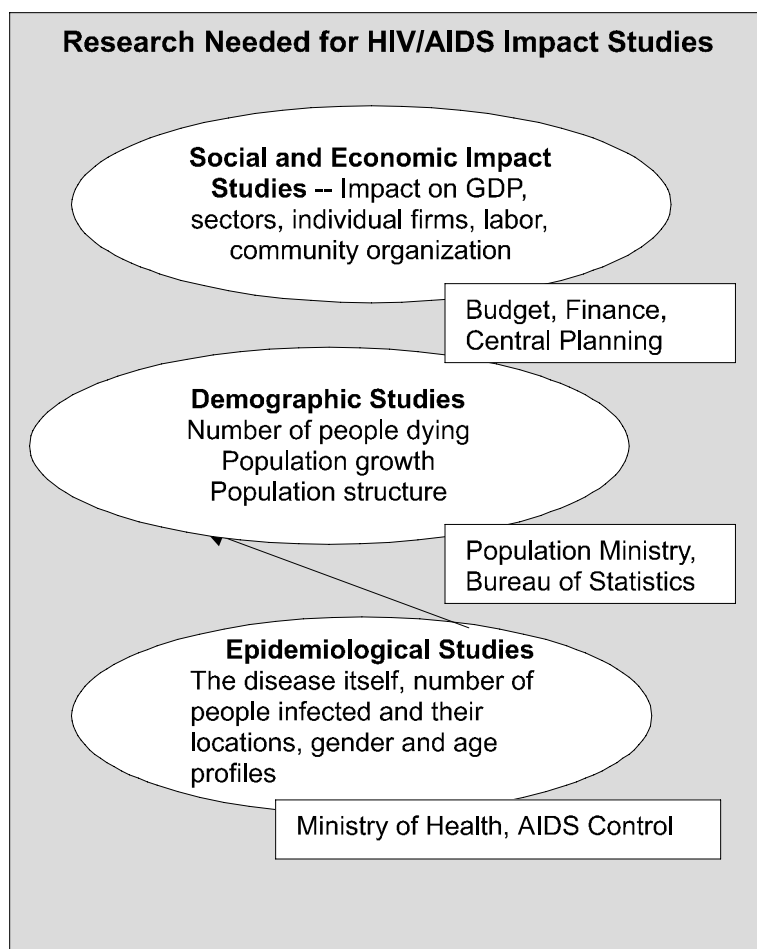 Research Needed for HIV/AIDS Impact Studies
Social and Economic Impact
Studies -- Impact on GDP,
sectors, individual firms, labor,
community organization
Budget, Finance,
Central Planning
Demographic Studies
Number of people dying
Population growth
Population structure
Population Ministry,
Bureau of Statistics
Epidemiological Studies
The disease itself, number of
people infected and their
locations, gender and age
profiles
Ministry of Health, AIDS Control